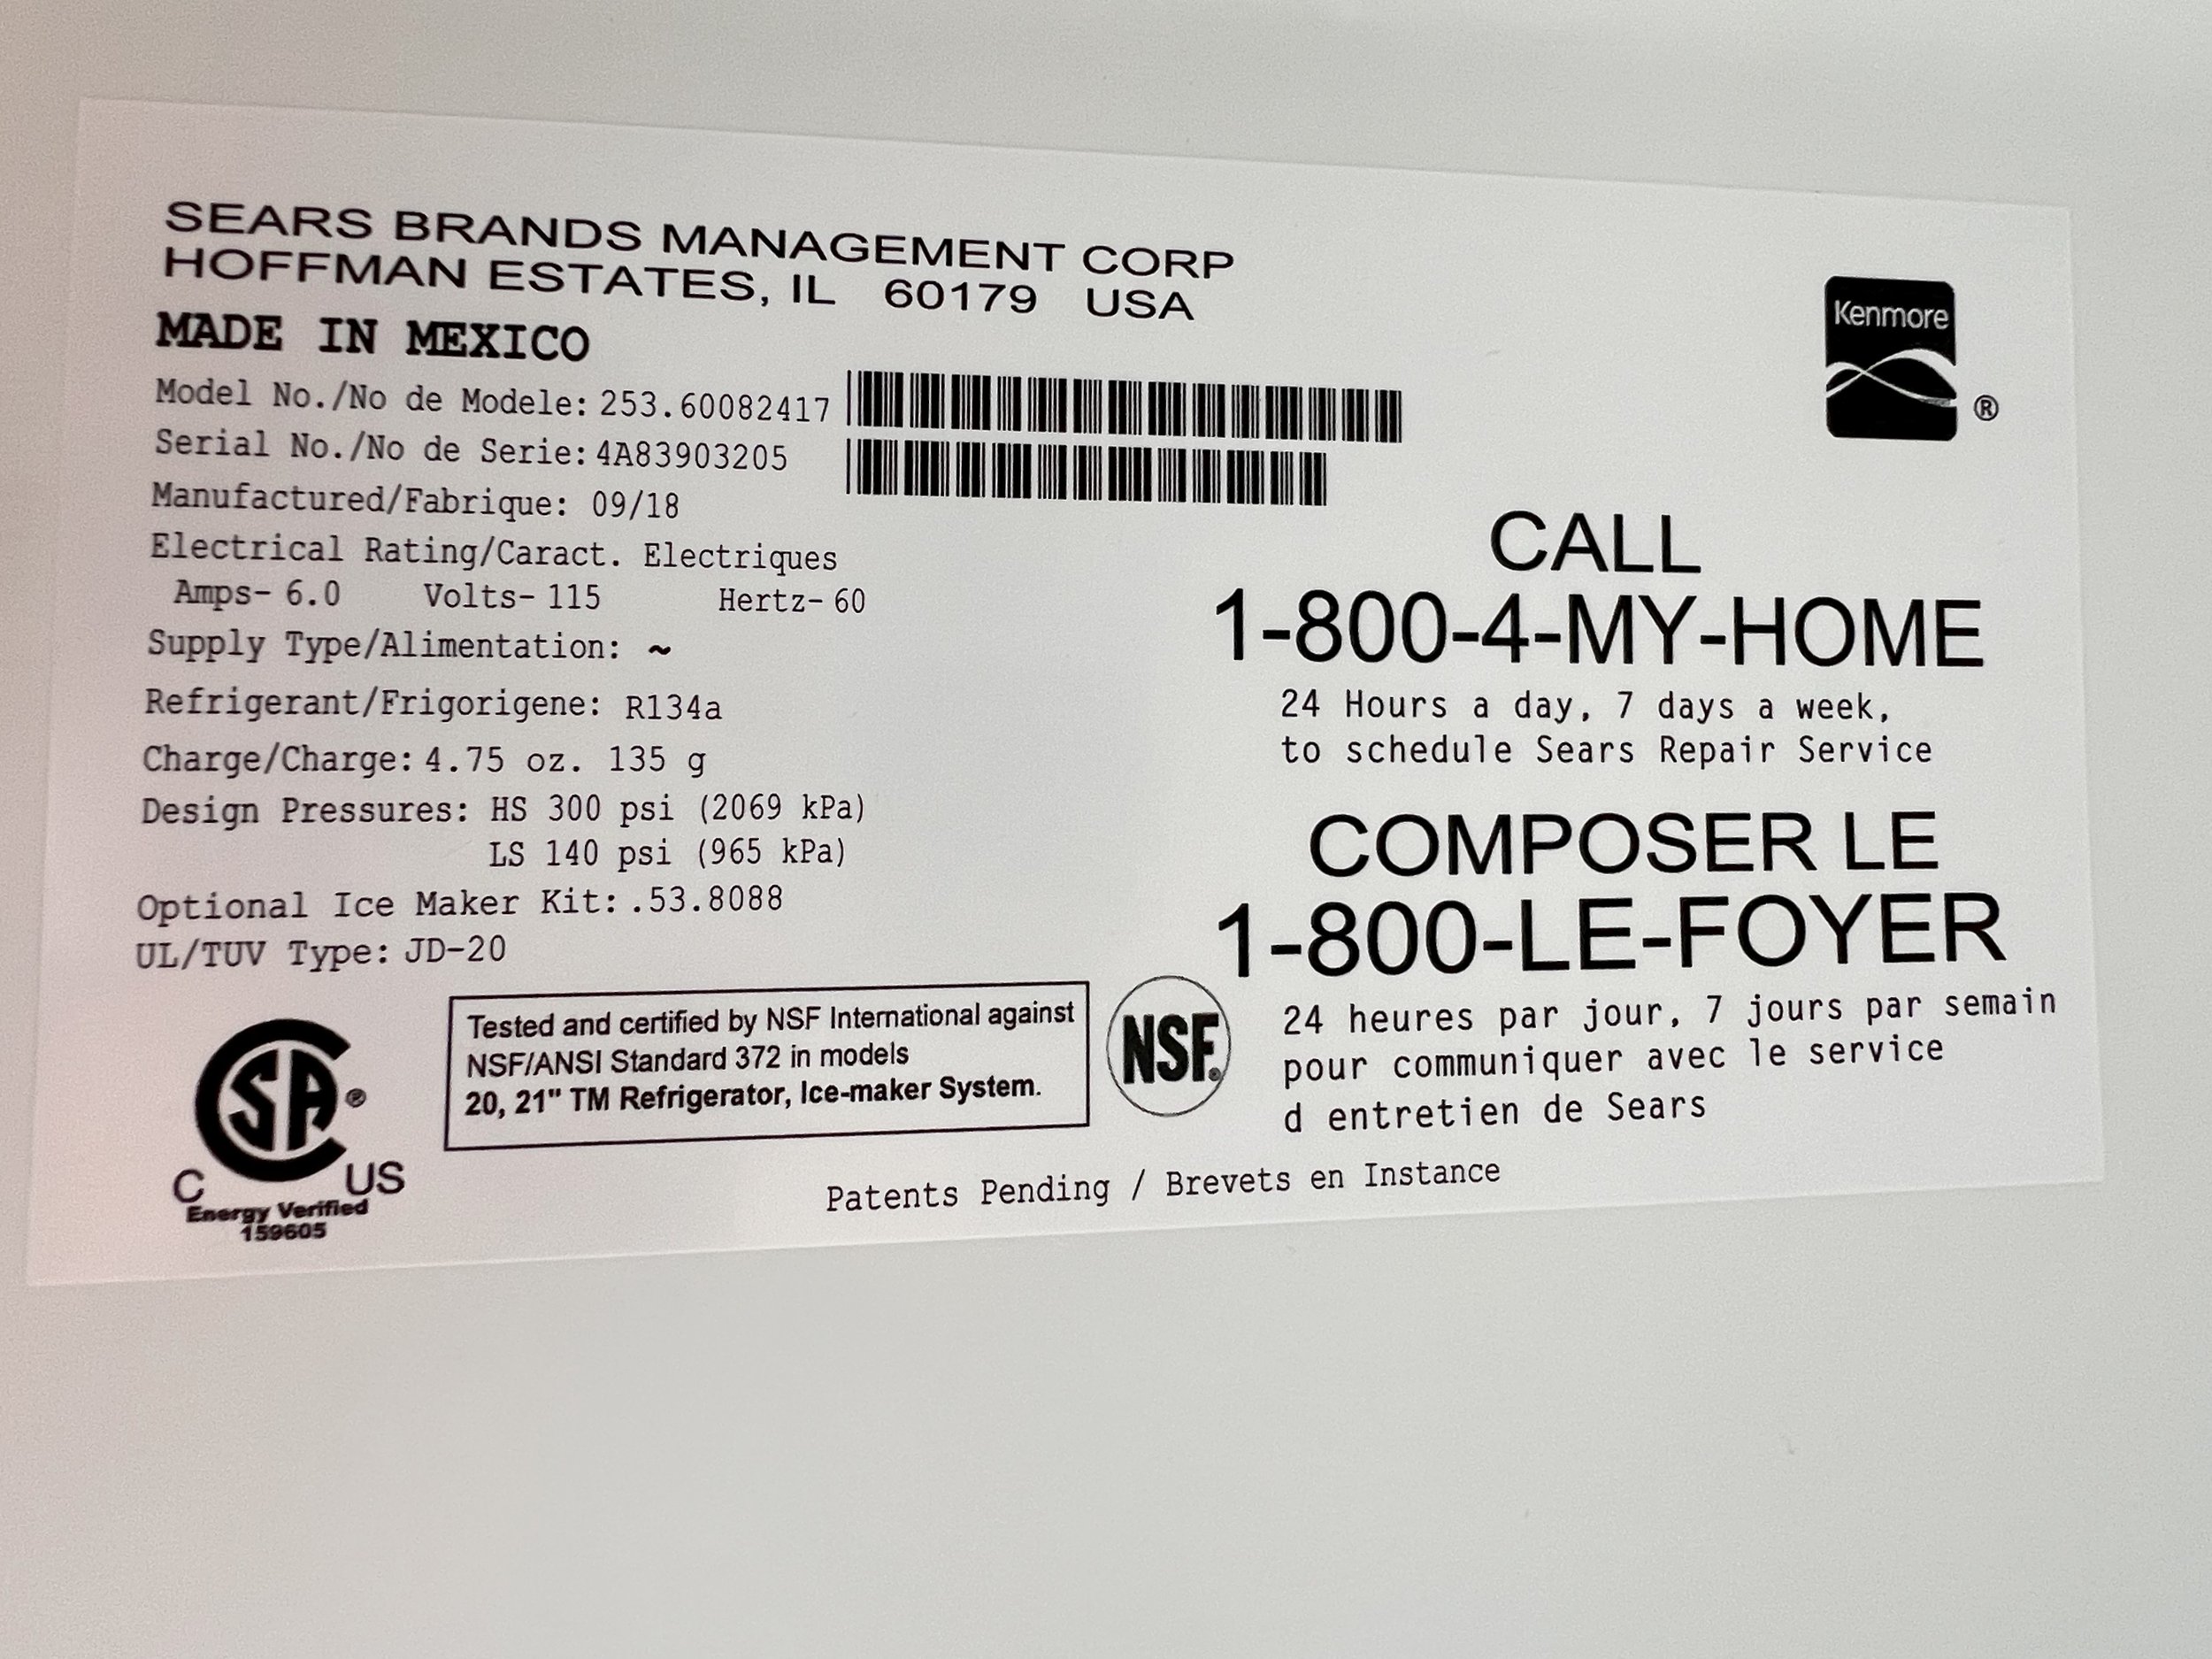 SEARS BRANDS MANAGEMENT CORP
HOFFMAN ESTATES, IL 60179 USA
MADE IN MEXICO
Model No./No de Modele: 253.60082417
Serial No./No de Serie: 4A83903205
Manufactured/Fabrique: 09/18
Electrical Rating/Caract. Electriques
Amps- 6.0 Volts- 115 Hertz- 60
Supply Type/Alimentation: ~
Refrigerant/Frigorigene: R134a
Charge/Charge: 4.75 oz. 135 g
Design Pressures: HS 300 psi (2069 kPa)
LS 140 psi (965 kPa)
Optional Ice Maker Kit: .53.8088
UL/TUV Type: JD-20
Kenmore ®
CALL
1-800-4-MY-HOME
24 Hours a day, 7 days a week,
to schedule Sears Repair Service
COMPOSER LE
1-800-LE-FOYER
24 heures par jour, 7 jours par semain
pour communiquer avec le service
d entretien de Sears
CSA ®
C US
Energy Verified
159605
Tested and certified by NSF International against
NSF/ANSI Standard 372 in models
20, 21" TM Refrigerator, Ice-maker System.
NSF®
Patents Pending / Brevets en Instance